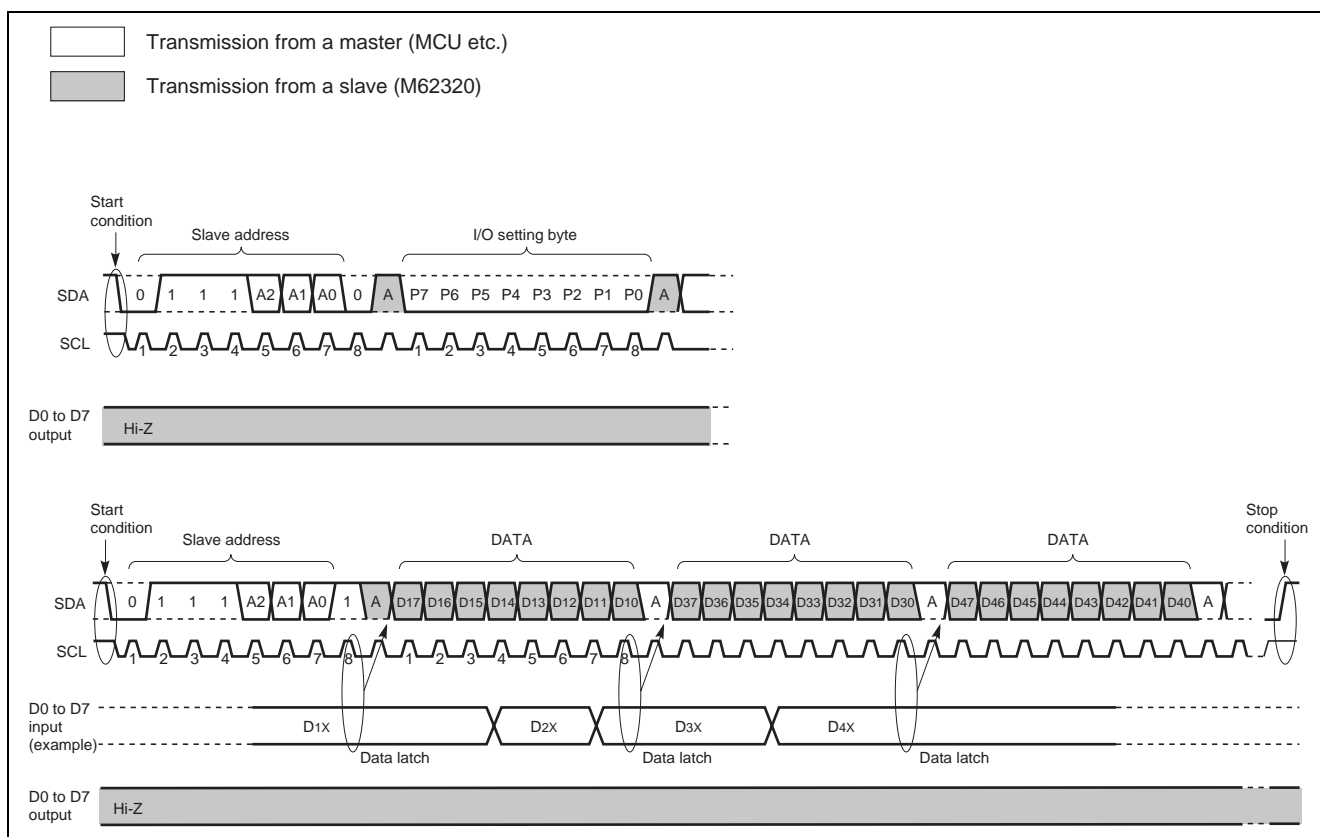 Transmission from a master (MCU etc.)
Transmission from a slave (M62320)
Start
condition
Slave address
I/O setting byte
SDA
0 1 1 1 A2 A1 A0 0 A P7 P6 P5 P4 P3 P2 P1 P0 A
SCL
1 2 3 4 5 6 7 8 1 2 3 4 5 6 7 8
D0 to D7
output
Hi-Z
Start
condition
Slave address
DATA
DATA
DATA
Stop
condition
SDA
0 1 1 1 A2 A1 A0 1 A D17 D16 D15 D14 D13 D12 D11 D10 A D37 D36 D35 D34 D33 D32 D31 D30 A D47 D46 D45 D44 D43 D42 D41 D40 A
SCL
1 2 3 4 5 6 7 8 1 2 3 4 5 6 7 8
D0 to D7
input
(example)
D1X D2X D3X D4X
Data latch Data latch Data latch
D0 to D7
output
Hi-Z